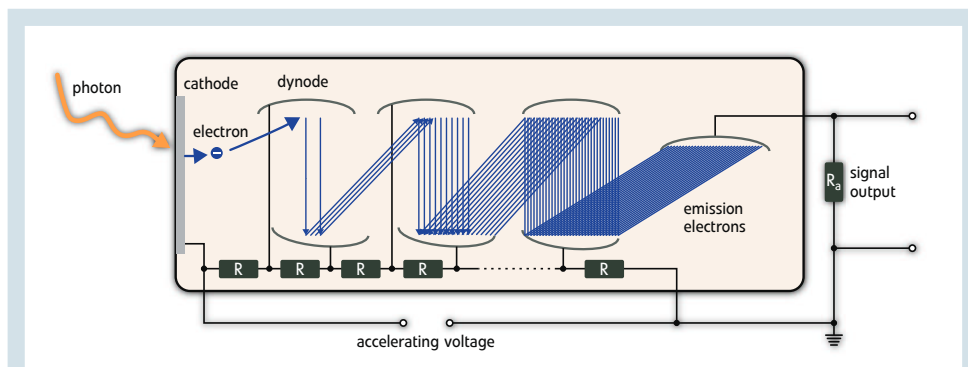 photon
cathode
dynode
electron
emission
electrons
R
R
R
R
R
Ra
signal
output
accelerating voltage